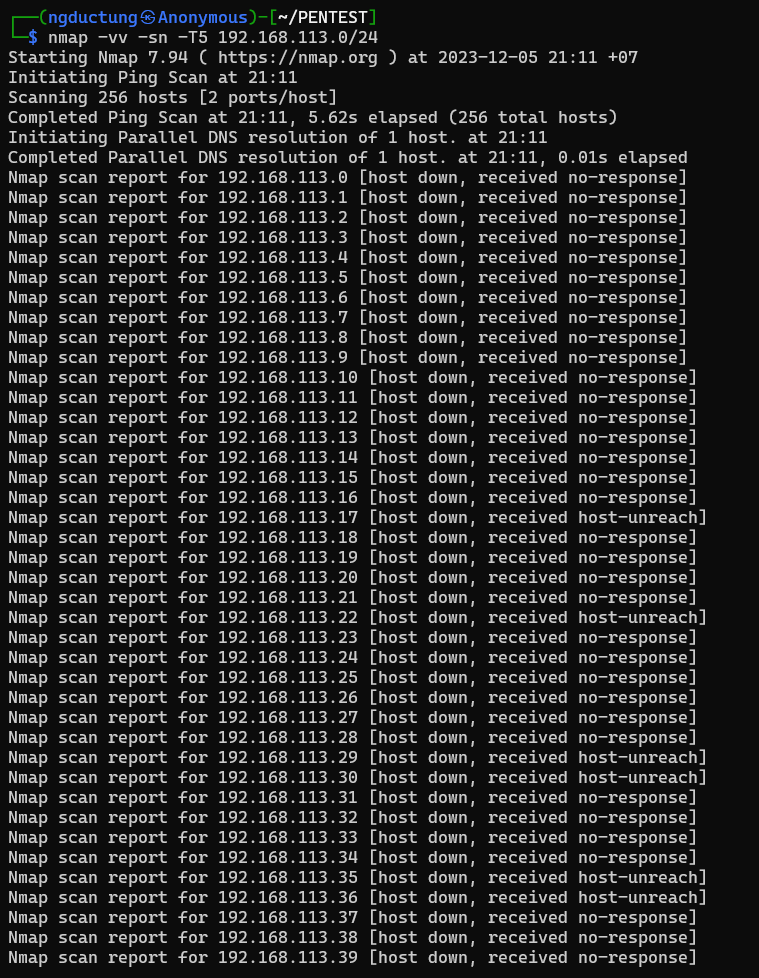 ┌──(ngductung㉿Anonymous)-[~/PENTEST]
└─$ nmap -vv -sn -T5 192.168.113.0/24
Starting Nmap 7.94 ( https://nmap.org ) at 2023-12-05 21:11 +07
Initiating Ping Scan at 21:11
Scanning 256 hosts [2 ports/host]
Completed Ping Scan at 21:11, 5.62s elapsed (256 total hosts)
Initiating Parallel DNS resolution of 1 host. at 21:11
Completed Parallel DNS resolution of 1 host. at 21:11, 0.01s elapsed
Nmap scan report for 192.168.113.0 [host down, received no-response]
Nmap scan report for 192.168.113.1 [host down, received no-response]
Nmap scan report for 192.168.113.2 [host down, received no-response]
Nmap scan report for 192.168.113.3 [host down, received no-response]
Nmap scan report for 192.168.113.4 [host down, received no-response]
Nmap scan report for 192.168.113.5 [host down, received no-response]
Nmap scan report for 192.168.113.6 [host down, received no-response]
Nmap scan report for 192.168.113.7 [host down, received no-response]
Nmap scan report for 192.168.113.8 [host down, received no-response]
Nmap scan report for 192.168.113.9 [host down, received no-response]
Nmap scan report for 192.168.113.10 [host down, received no-response]
Nmap scan report for 192.168.113.11 [host down, received no-response]
Nmap scan report for 192.168.113.12 [host down, received no-response]
Nmap scan report for 192.168.113.13 [host down, received no-response]
Nmap scan report for 192.168.113.14 [host down, received no-response]
Nmap scan report for 192.168.113.15 [host down, received no-response]
Nmap scan report for 192.168.113.16 [host down, received no-response]
Nmap scan report for 192.168.113.17 [host down, received host-unreach]
Nmap scan report for 192.168.113.18 [host down, received no-response]
Nmap scan report for 192.168.113.19 [host down, received no-response]
Nmap scan report for 192.168.113.20 [host down, received no-response]
Nmap scan report for 192.168.113.21 [host down, received no-response]
Nmap scan report for 192.168.113.22 [host down, received host-unreach]
Nmap scan report for 192.168.113.23 [host down, received no-response]
Nmap scan report for 192.168.113.24 [host down, received no-response]
Nmap scan report for 192.168.113.25 [host down, received no-response]
Nmap scan report for 192.168.113.26 [host down, received no-response]
Nmap scan report for 192.168.113.27 [host down, received no-response]
Nmap scan report for 192.168.113.28 [host down, received no-response]
Nmap scan report for 192.168.113.29 [host down, received host-unreach]
Nmap scan report for 192.168.113.30 [host down, received host-unreach]
Nmap scan report for 192.168.113.31 [host down, received no-response]
Nmap scan report for 192.168.113.32 [host down, received no-response]
Nmap scan report for 192.168.113.33 [host down, received no-response]
Nmap scan report for 192.168.113.34 [host down, received no-response]
Nmap scan report for 192.168.113.35 [host down, received host-unreach]
Nmap scan report for 192.168.113.36 [host down, received host-unreach]
Nmap scan report for 192.168.113.37 [host down, received no-response]
Nmap scan report for 192.168.113.38 [host down, received no-response]
Nmap scan report for 192.168.113.39 [host down, received no-response]